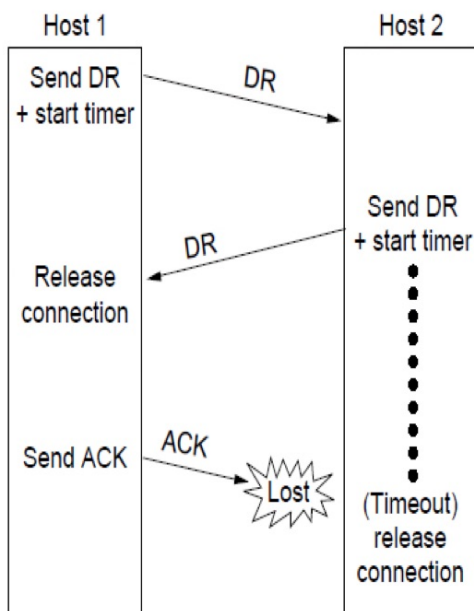 Host 1
Host 2
Send DR
+ start timer
DR
Send DR
+ start timer
DR
Release
connection
Send ACK
ACK
Lost
(Timeout)
release
connection